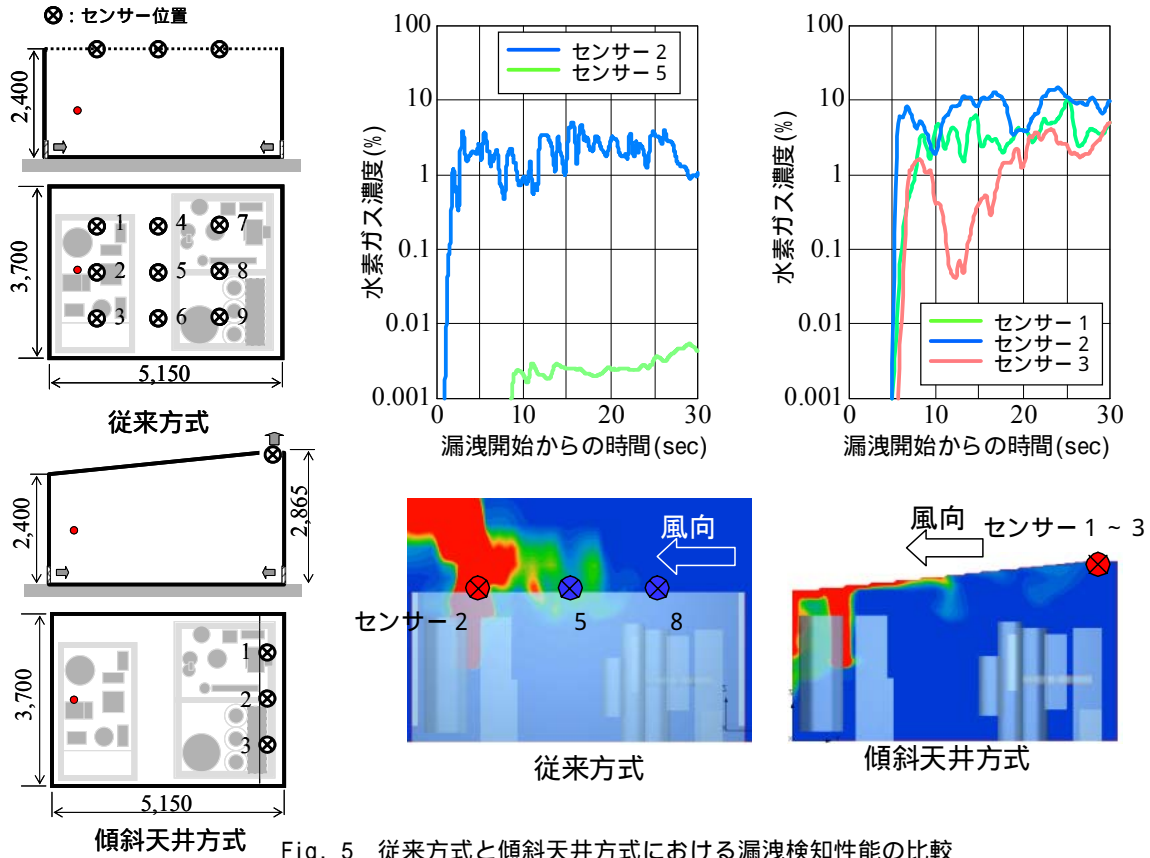 ⊗：センサー位置
2,400
3,700
1 4 7
2 5 8
3 6 9
5,150
従来方式
2,400
2,865
3,700
1
2
3
5,150
傾斜天井方式
水素ガス濃度(%)
100
10
1
0.1
0.01
0.001
0 10 20 30
センサー2
センサー5
漏洩開始からの時間(sec)
水素ガス濃度(%)
100
10
1
0.1
0.01
0.001
0 10 20 30
センサー1
センサー2
センサー3
漏洩開始からの時間(sec)
風向
センサー2 5 8
従来方式
風向
センサー1～3
傾斜天井方式
Fig. 5 従来方式と傾斜天井方式における漏洩検知性能の比較